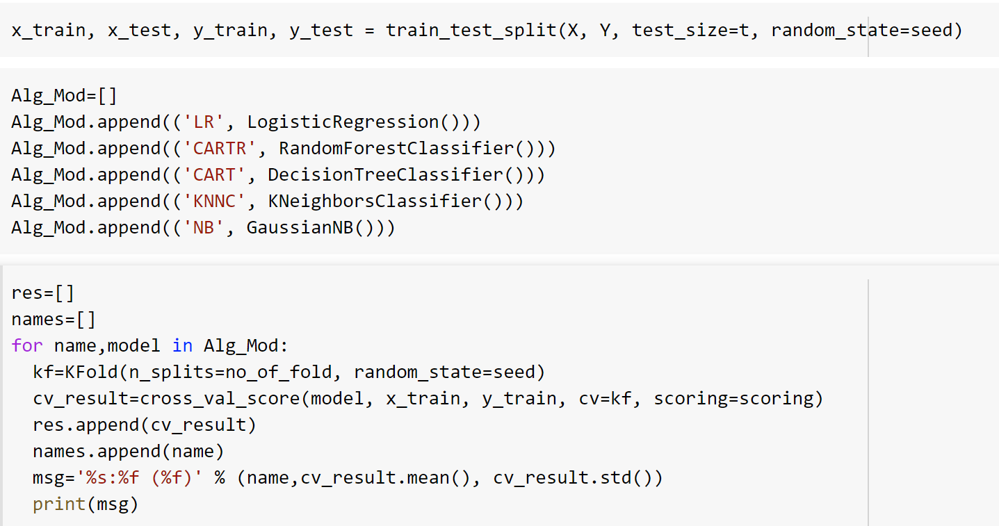 x_train, x_test, y_train, y_test = train_test_split(X, Y, test_size=t, random_state=seed)
Alg_Mod=[]
Alg_Mod.append(('LR', LogisticRegression()))
Alg_Mod.append(('CARTR', RandomForestClassifier()))
Alg_Mod.append(('CART', DecisionTreeClassifier()))
Alg_Mod.append(('KNNC', KNeighborsClassifier()))
Alg_Mod.append(('NB', GaussianNB()))
res=[]
names=[]
for name,model in Alg_Mod:
  kf=KFold(n_splits=no_of_fold, random_state=seed)
  cv_result=cross_val_score(model, x_train, y_train, cv=kf, scoring=scoring)
  res.append(cv_result)
  names.append(name)
  msg='%s:%f (%f)' % (name,cv_result.mean(), cv_result.std())
  print(msg)